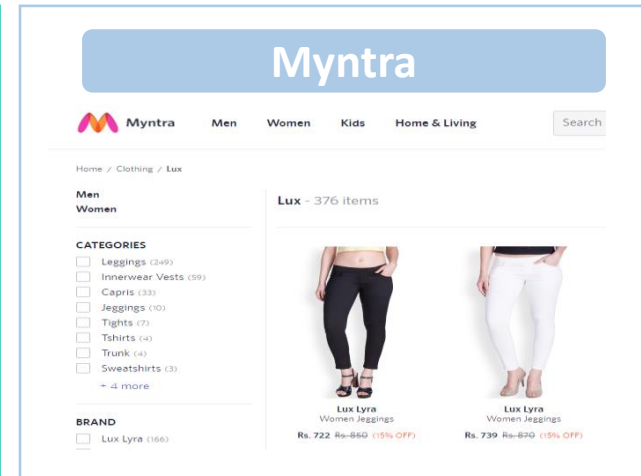 Myntra
Myntra Men Women Kids Home & Living Search
Home / Clothing / Lux
Men
Women
Lux - 376 items
CATEGORIES
Leggings (249)
Innerwear Vests (59)
Capris (33)
Jeggings (10)
Tights (7)
Tshirts (4)
Trunk (4)
Sweatshirts (3)
+ 4 more
BRAND
Lux Lyra (166)
Lux Lyra
Women Jeggings
Rs. 722 Rs. 850 (15% OFF)
Lux Lyra
Women Jeggings
Rs. 739 Rs. 870 (15% OFF)